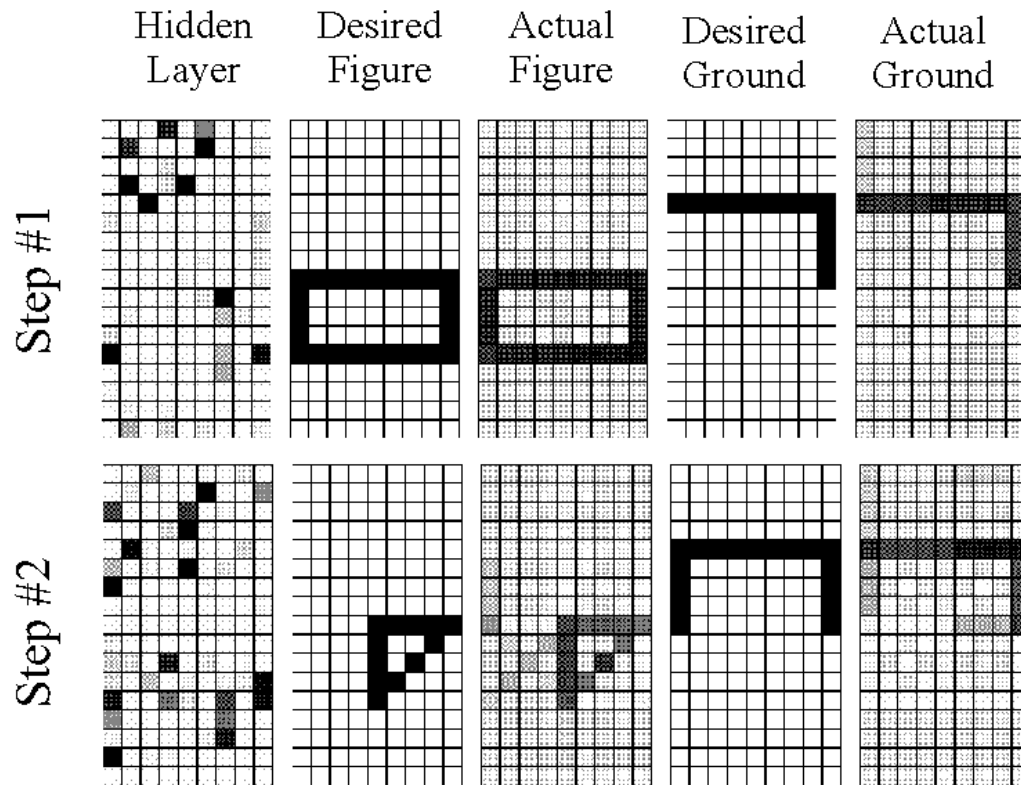 Hidden
Layer
Desired
Figure
Actual
Figure
Desired
Ground
Actual
Ground
Step #1
Step #2